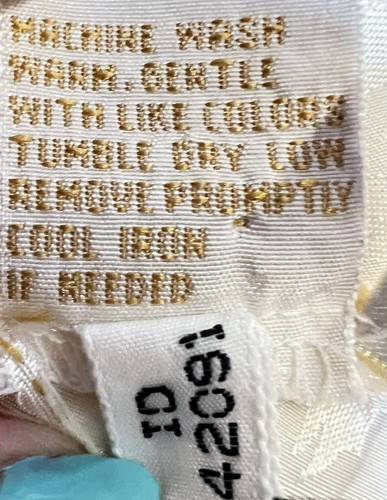 MACHINE WASH
WARM. GENTLE
WITH LIKE COLORS
TUMBLE DRY LOW
REMOVE PROMPTLY
COOL IRON
IF NEEDED
ID
42091